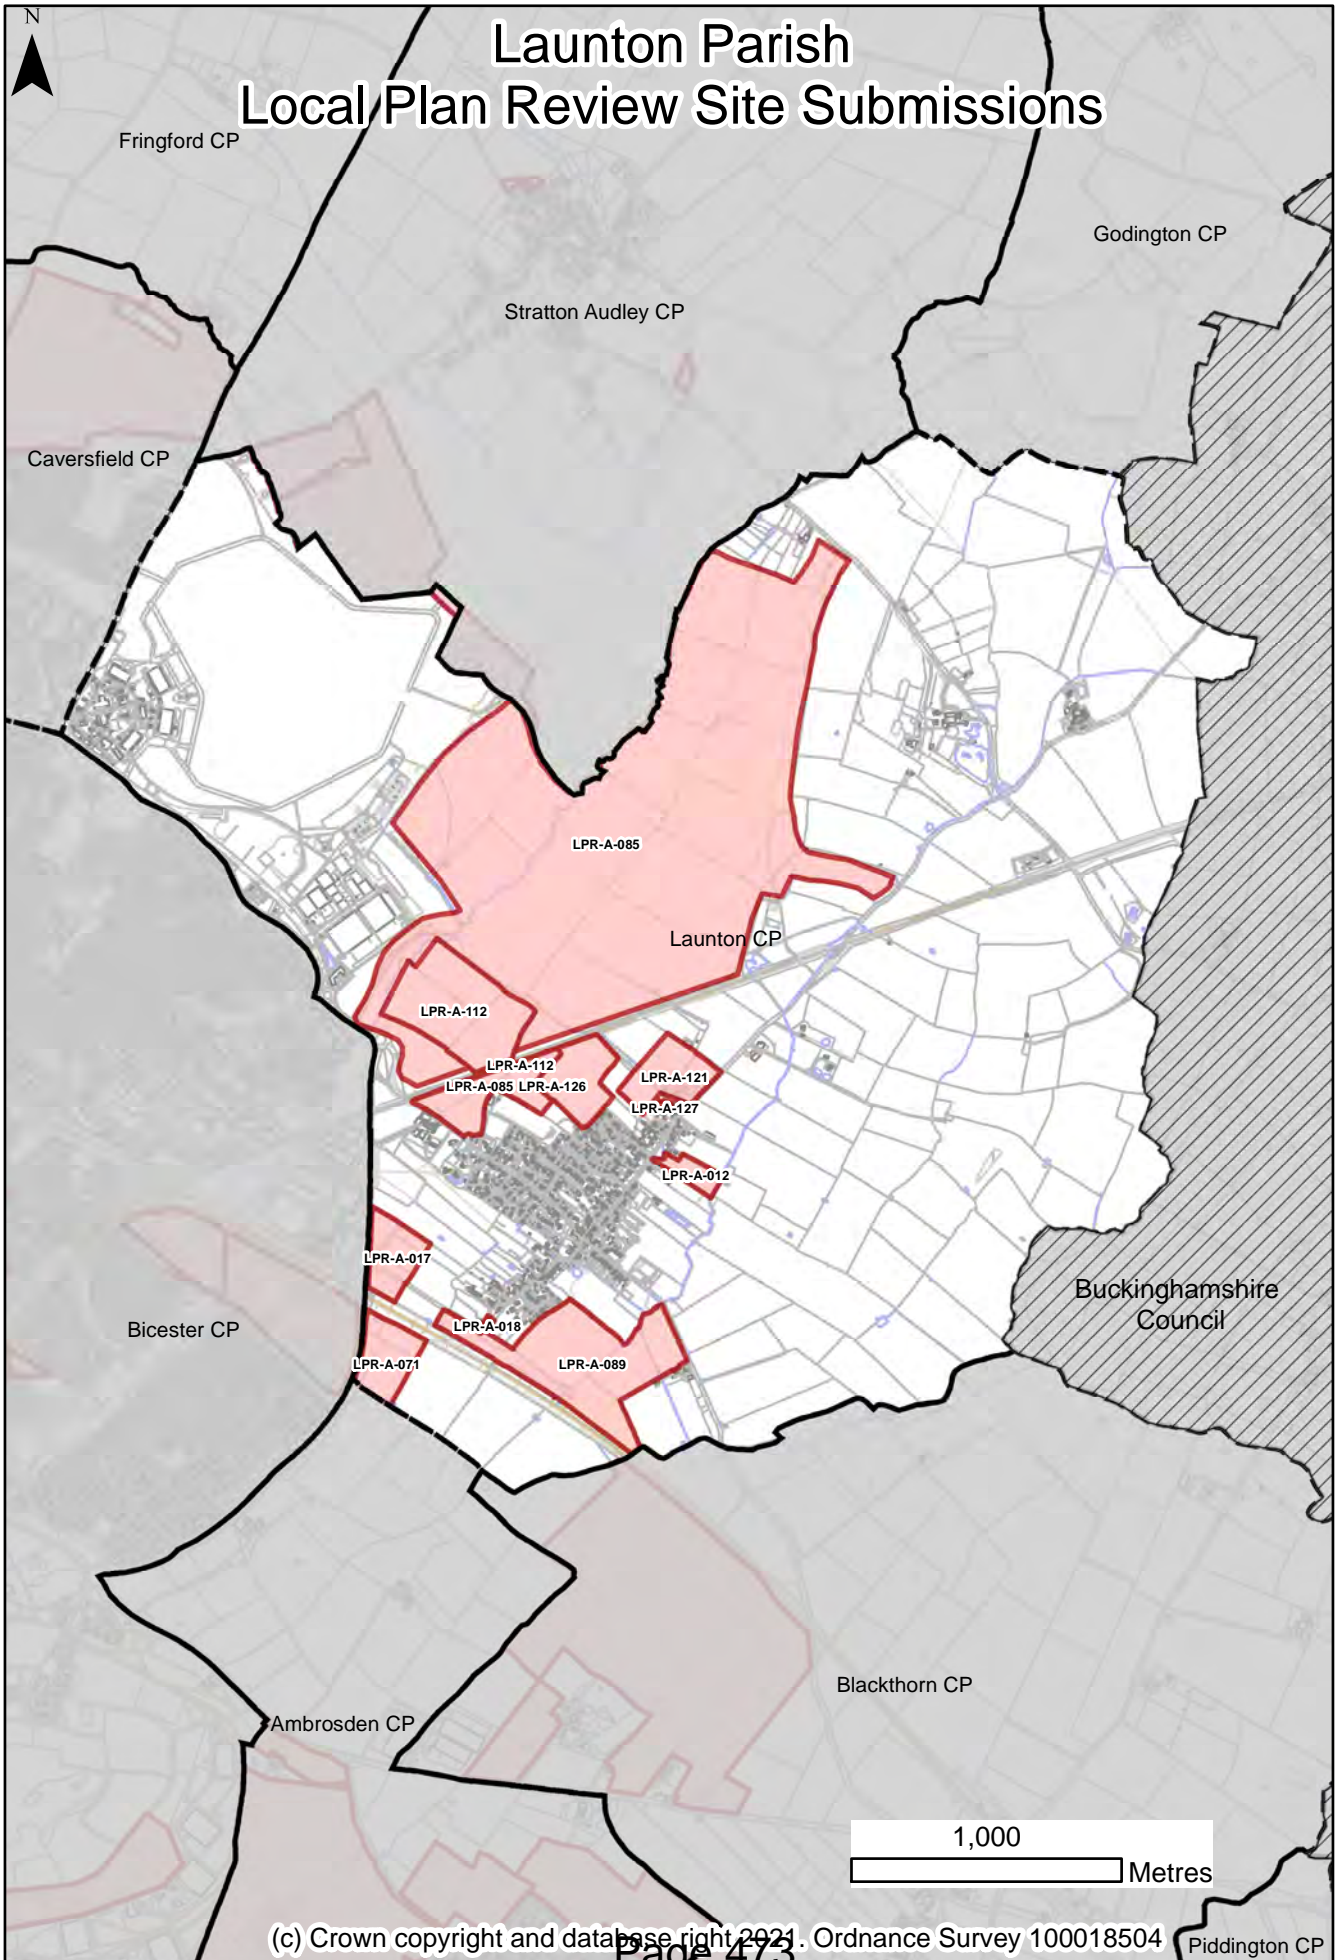 N
Launton Parish
Local Plan Review Site Submissions
Fringford CP
Godington CP
Stratton Audley CP
Caversfield CP
LPR-A-085
Launton CP
LPR-A-112
LPR-A-112
LPR-A-085
LPR-A-126
LPR-A-121
LPR-A-127
LPR-A-012
LPR-A-017
Buckinghamshire
Council
Bicester CP
LPR-A-018
LPR-A-071
LPR-A-089
Blackthorn CP
Ambrosden CP
1,000
Metres
(c) Crown copyright and database right 2021. Ordnance Survey 100018504
Page 473
Piddington CP